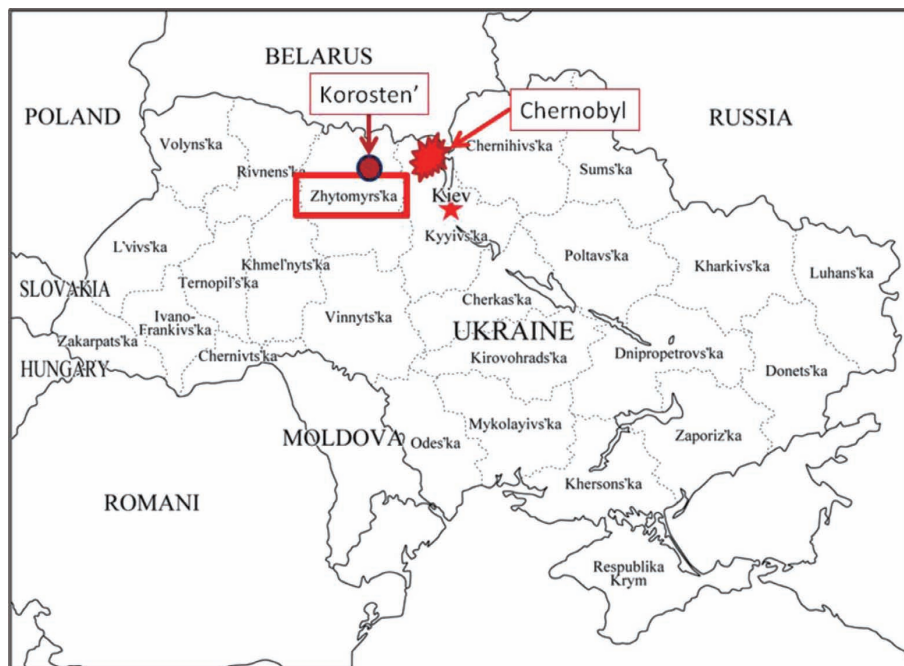 BELARUS
POLAND
Korosten'
Chernobyl
RUSSIA
Volyns'ka
Rivnens'ka
Zhytomyrs'ka
Chernihivs'ka
Sums'ka
Kiev
Kyyivs'ka
L'vivs'ka
Khmel'nyts'ka
Ternopil's'ka
Poltavs'ka
Kharkivs'ka
Luhans'ka
SLOVAKIA
Ivano-
Frankivs'ka
Vinnyts'ka
Cherkas'ka
UKRAINE
Zakarpats'ka
Chernivts'ka
Kirovohrads'ka
Dnipropetrovs'ka
Donets'ka
HUNGARY
MOLDOVA
Odes'ka
Mykolayivs'ka
Zaporiz'ka
Khersons'ka
ROMANI
Respublika
Krym